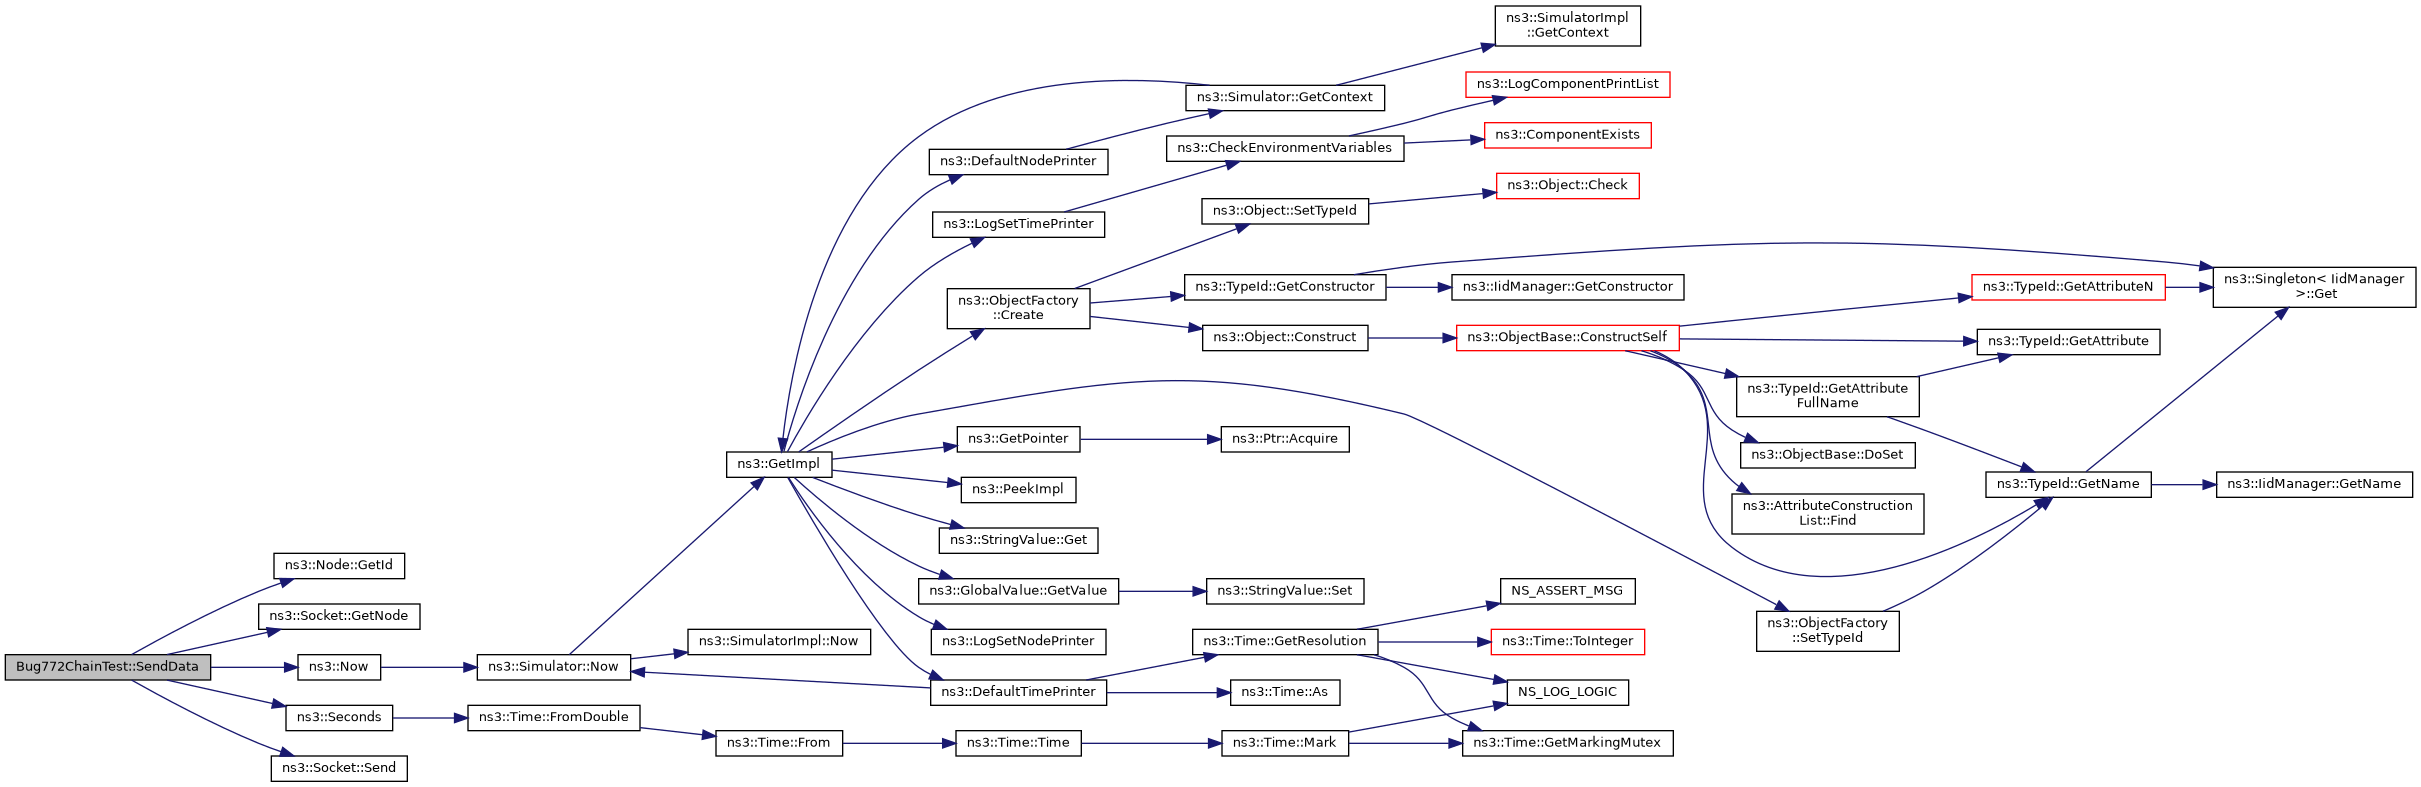 Bug772ChainTest::SendData
ns3::Node::GetId
ns3::Socket::GetNode
ns3::Now
ns3::Seconds
ns3::Socket::Send
ns3::Simulator::Now
ns3::Time::FromDouble
ns3::GetImpl
ns3::SimulatorImpl::Now
ns3::Time::From
ns3::DefaultNodePrinter
ns3::LogSetTimePrinter
ns3::ObjectFactory
::Create
ns3::GetPointer
ns3::PeekImpl
ns3::StringValue::Get
ns3::GlobalValue::GetValue
ns3::LogSetNodePrinter
ns3::DefaultTimePrinter
ns3::Time::Time
ns3::Simulator::GetContext
ns3::CheckEnvironmentVariables
ns3::Object::SetTypeId
ns3::TypeId::GetConstructor
ns3::Object::Construct
ns3::Ptr::Acquire
ns3::StringValue::Set
ns3::Time::GetResolution
ns3::Time::As
ns3::Time::Mark
ns3::SimulatorImpl
::GetContext
ns3::LogComponentPrintList
ns3::ComponentExists
ns3::Object::Check
ns3::IidManager::GetConstructor
ns3::ObjectBase::ConstructSelf
NS_ASSERT_MSG
ns3::Time::ToInteger
NS_LOG_LOGIC
ns3::Time::GetMarkingMutex
ns3::TypeId::GetAttribute
FullName
ns3::ObjectBase::DoSet
ns3::AttributeConstruction
List::Find
ns3::ObjectFactory
::SetTypeId
ns3::TypeId::GetAttributeN
ns3::TypeId::GetAttribute
ns3::TypeId::GetName
ns3::Singleton< IidManager
>::Get
ns3::IidManager::GetName